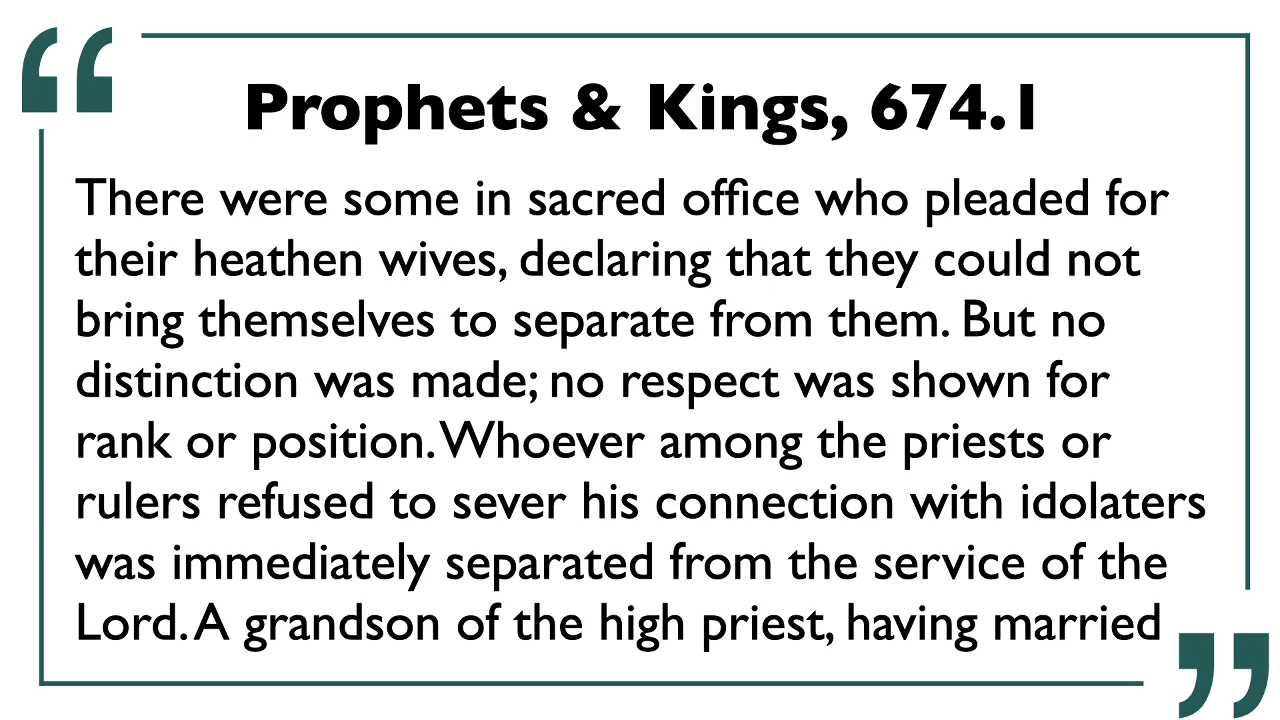 Prophets & Kings, 674.1
There were some in sacred office who pleaded for
their heathen wives, declaring that they could not
bring themselves to separate from them. But no
distinction was made; no respect was shown for
rank or position. Whoever among the priests or
rulers refused to sever his connection with idolaters
was immediately separated from the service of the
Lord. A grandson of the high priest, having married